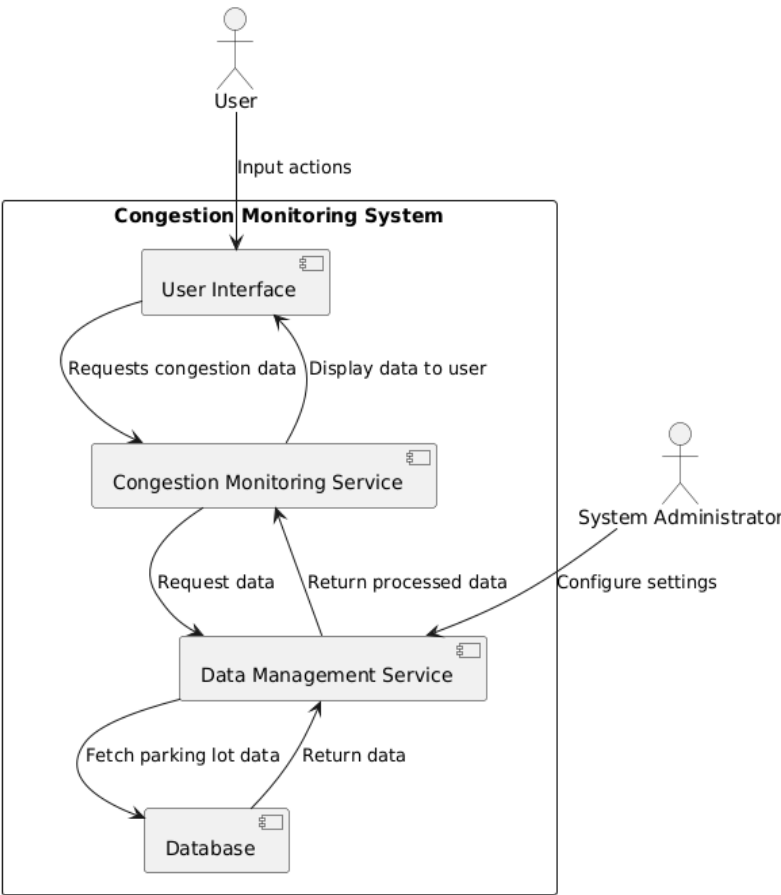 User
Input actions
Congestion Monitoring System
User Interface
Requests congestion data
Display data to user
Congestion Monitoring Service
System Administrator
Request data
Return processed data
Configure settings
Data Management Service
Fetch parking lot data
Return data
Database